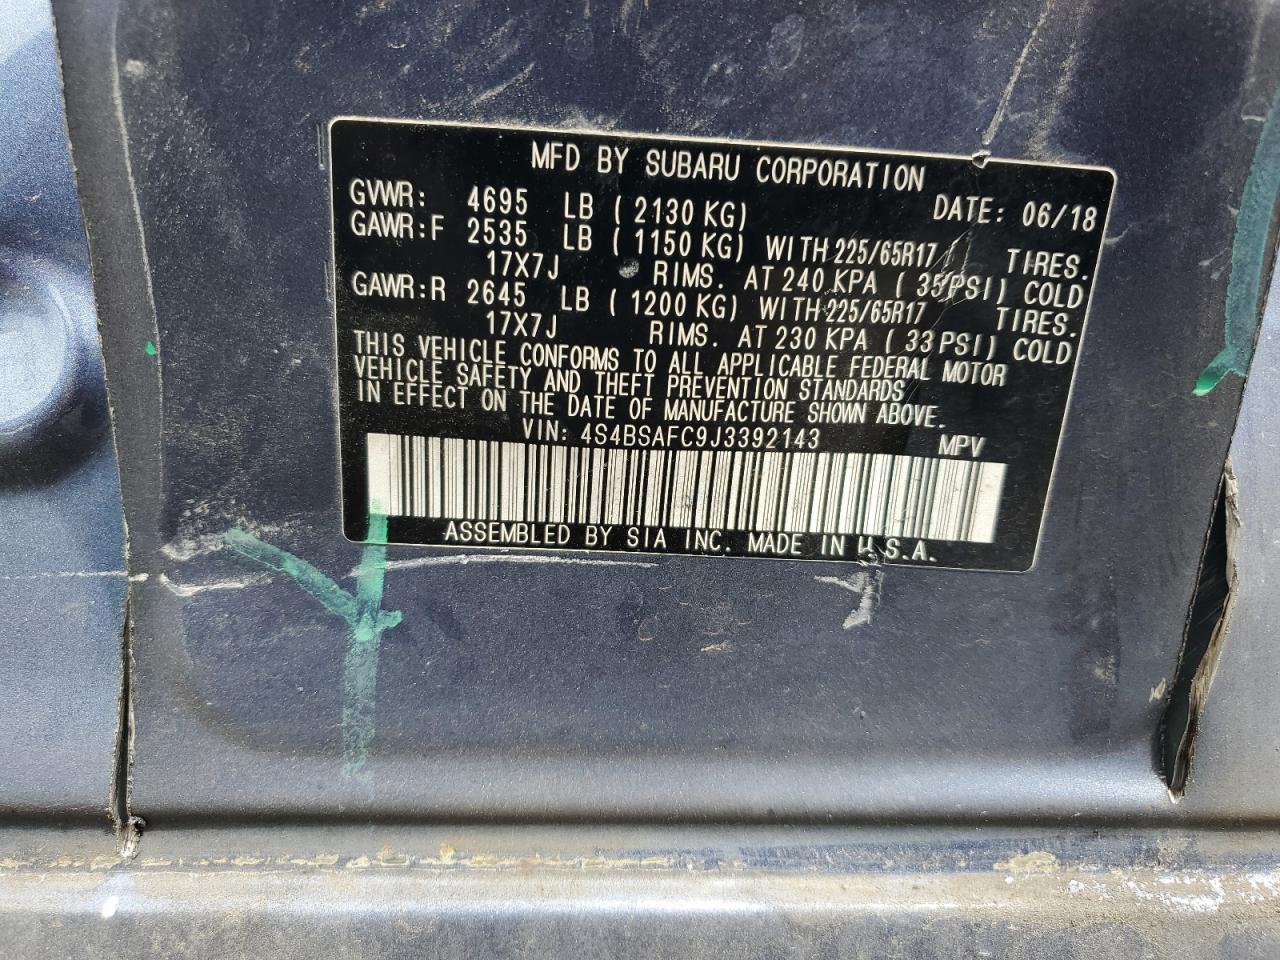 MFD BY SUBARU CORPORATION
GVWR: 4695 LB ( 2130 KG) DATE: 06/18
GAWR:F 2535 LB ( 1150 KG) WITH 225/65R17 TIRES.
17X7J RIMS. AT 240 KPA ( 35 PSI) COLD
GAWR:R 2645 LB ( 1200 KG) WITH 225/65R17 TIRES.
17X7J RIMS. AT 230 KPA ( 33 PSI) COLD
THIS VEHICLE CONFORMS TO ALL APPLICABLE FEDERAL MOTOR
VEHICLE SAFETY AND THEFT PREVENTION STANDARDS
IN EFFECT ON THE DATE OF MANUFACTURE SHOWN ABOVE.
VIN: 4S4BSAFC9J3392143 MPV
ASSEMBLED BY SIA INC. MADE IN U.S.A.